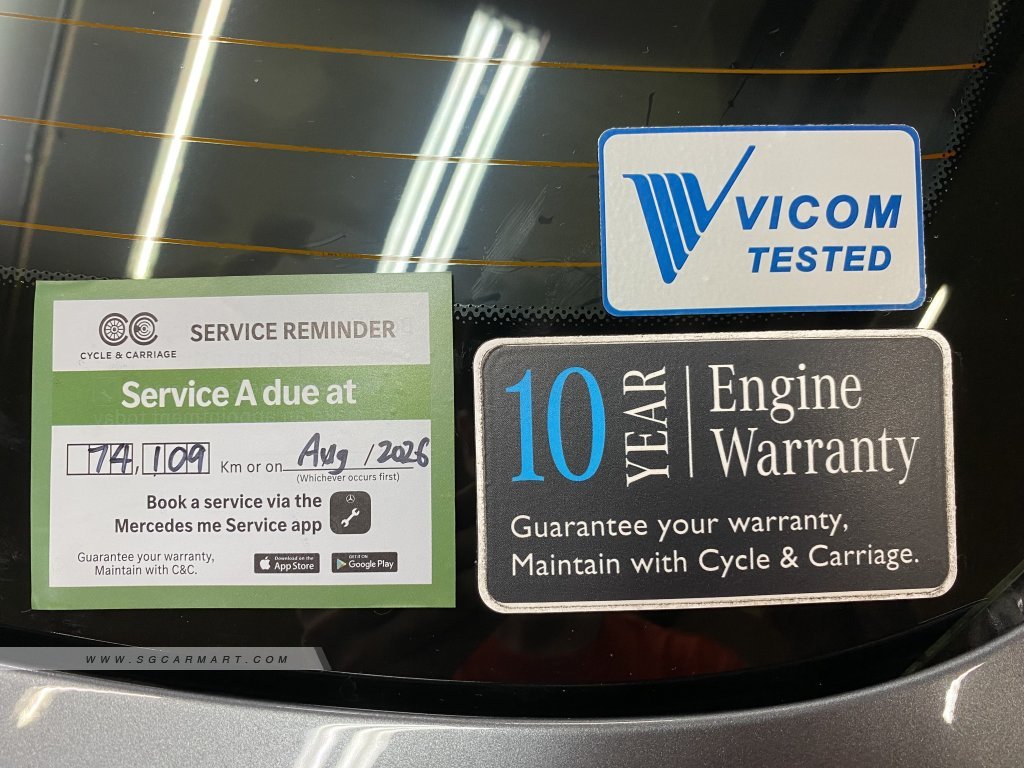 VICOM
TESTED
CYCLE & CARRIAGE
SERVICE REMINDER
Service A due at
74,109 Km or on Aug / 2026
(Whichever occurs first)
Book a service via the
Mercedes me Service app
Guarantee your warranty,
Maintain with C&C.
Download on the
App Store
GET IT ON
Google Play
10 YEAR
Engine
Warranty
Guarantee your warranty,
Maintain with Cycle & Carriage.
WWW.SGCARMART.COM